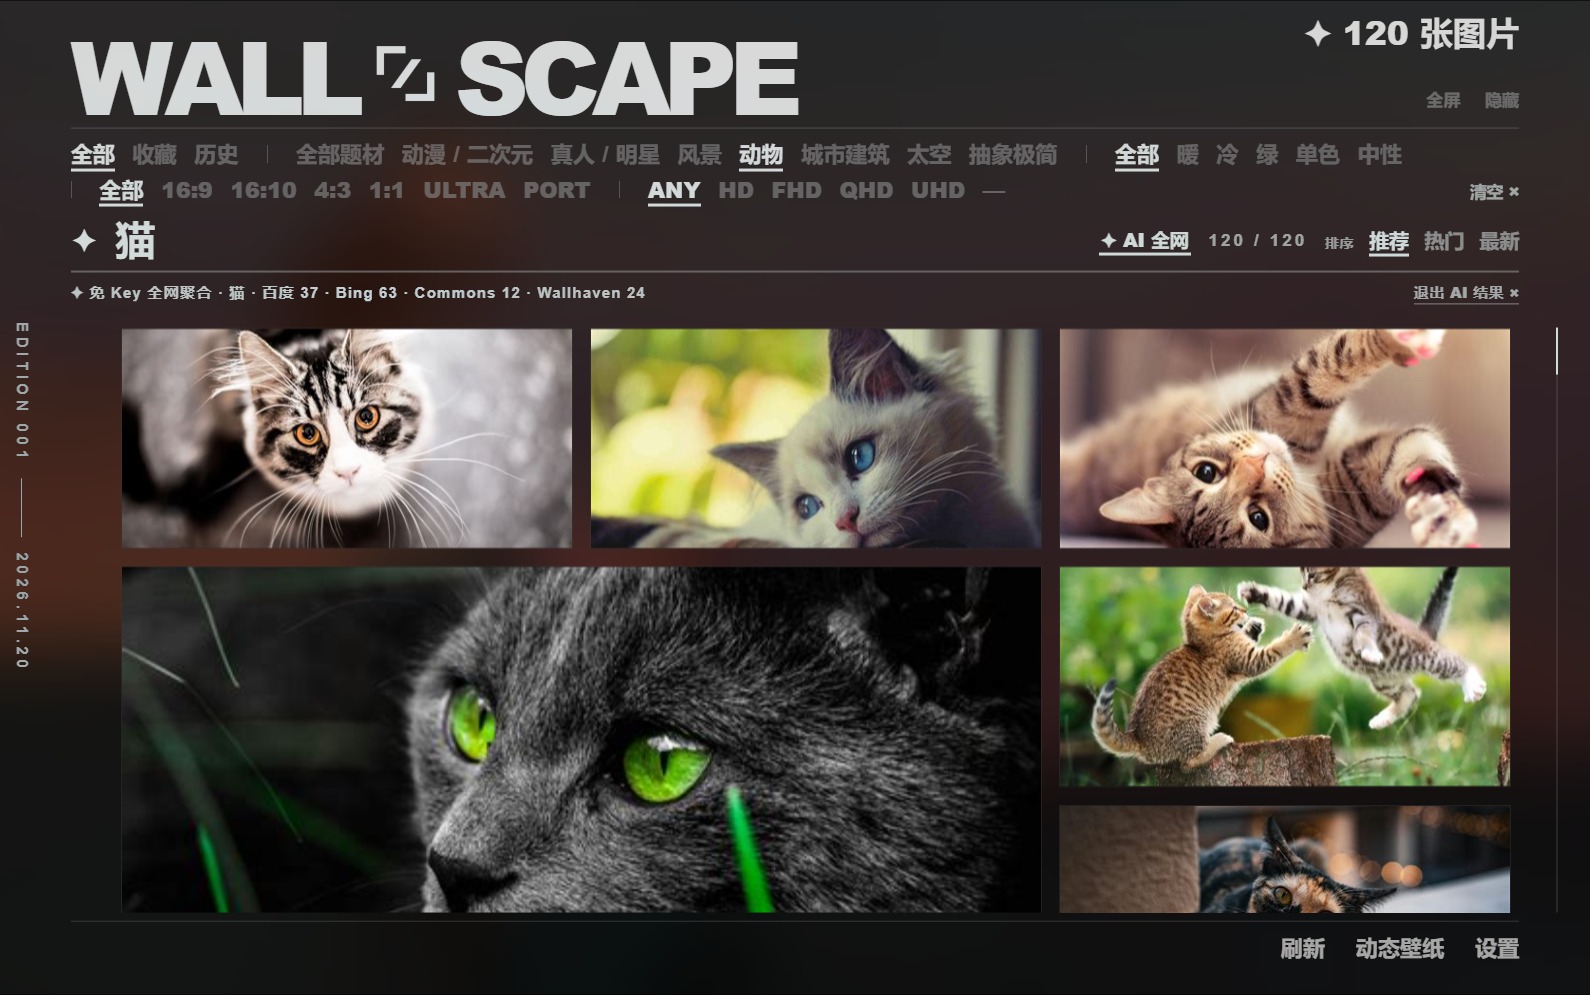 WALL SCAPE
✦ 120 张图片
全屏 隐藏
全部 收藏 历史 | 全部题材 动漫 / 二次元 真人 / 明星 风景 动物 城市建筑 太空 抽象极简 | 全部 暖 冷 绿 单色 中性
| 全部 16:9 16:10 4:3 1:1 ULTRA PORT | ANY HD FHD QHD UHD —
清空 ×
✦ 猫
✦ AI 全网 120 / 120 排序 推荐 热门 最新
✦ 免 Key 全网聚合 · 猫 · 百度 37 · Bing 63 · Commons 12 · Wallhaven 24
退出 AI 结果 ×
EDITION 001 — 2026.11.20
刷新 动态壁纸 设置